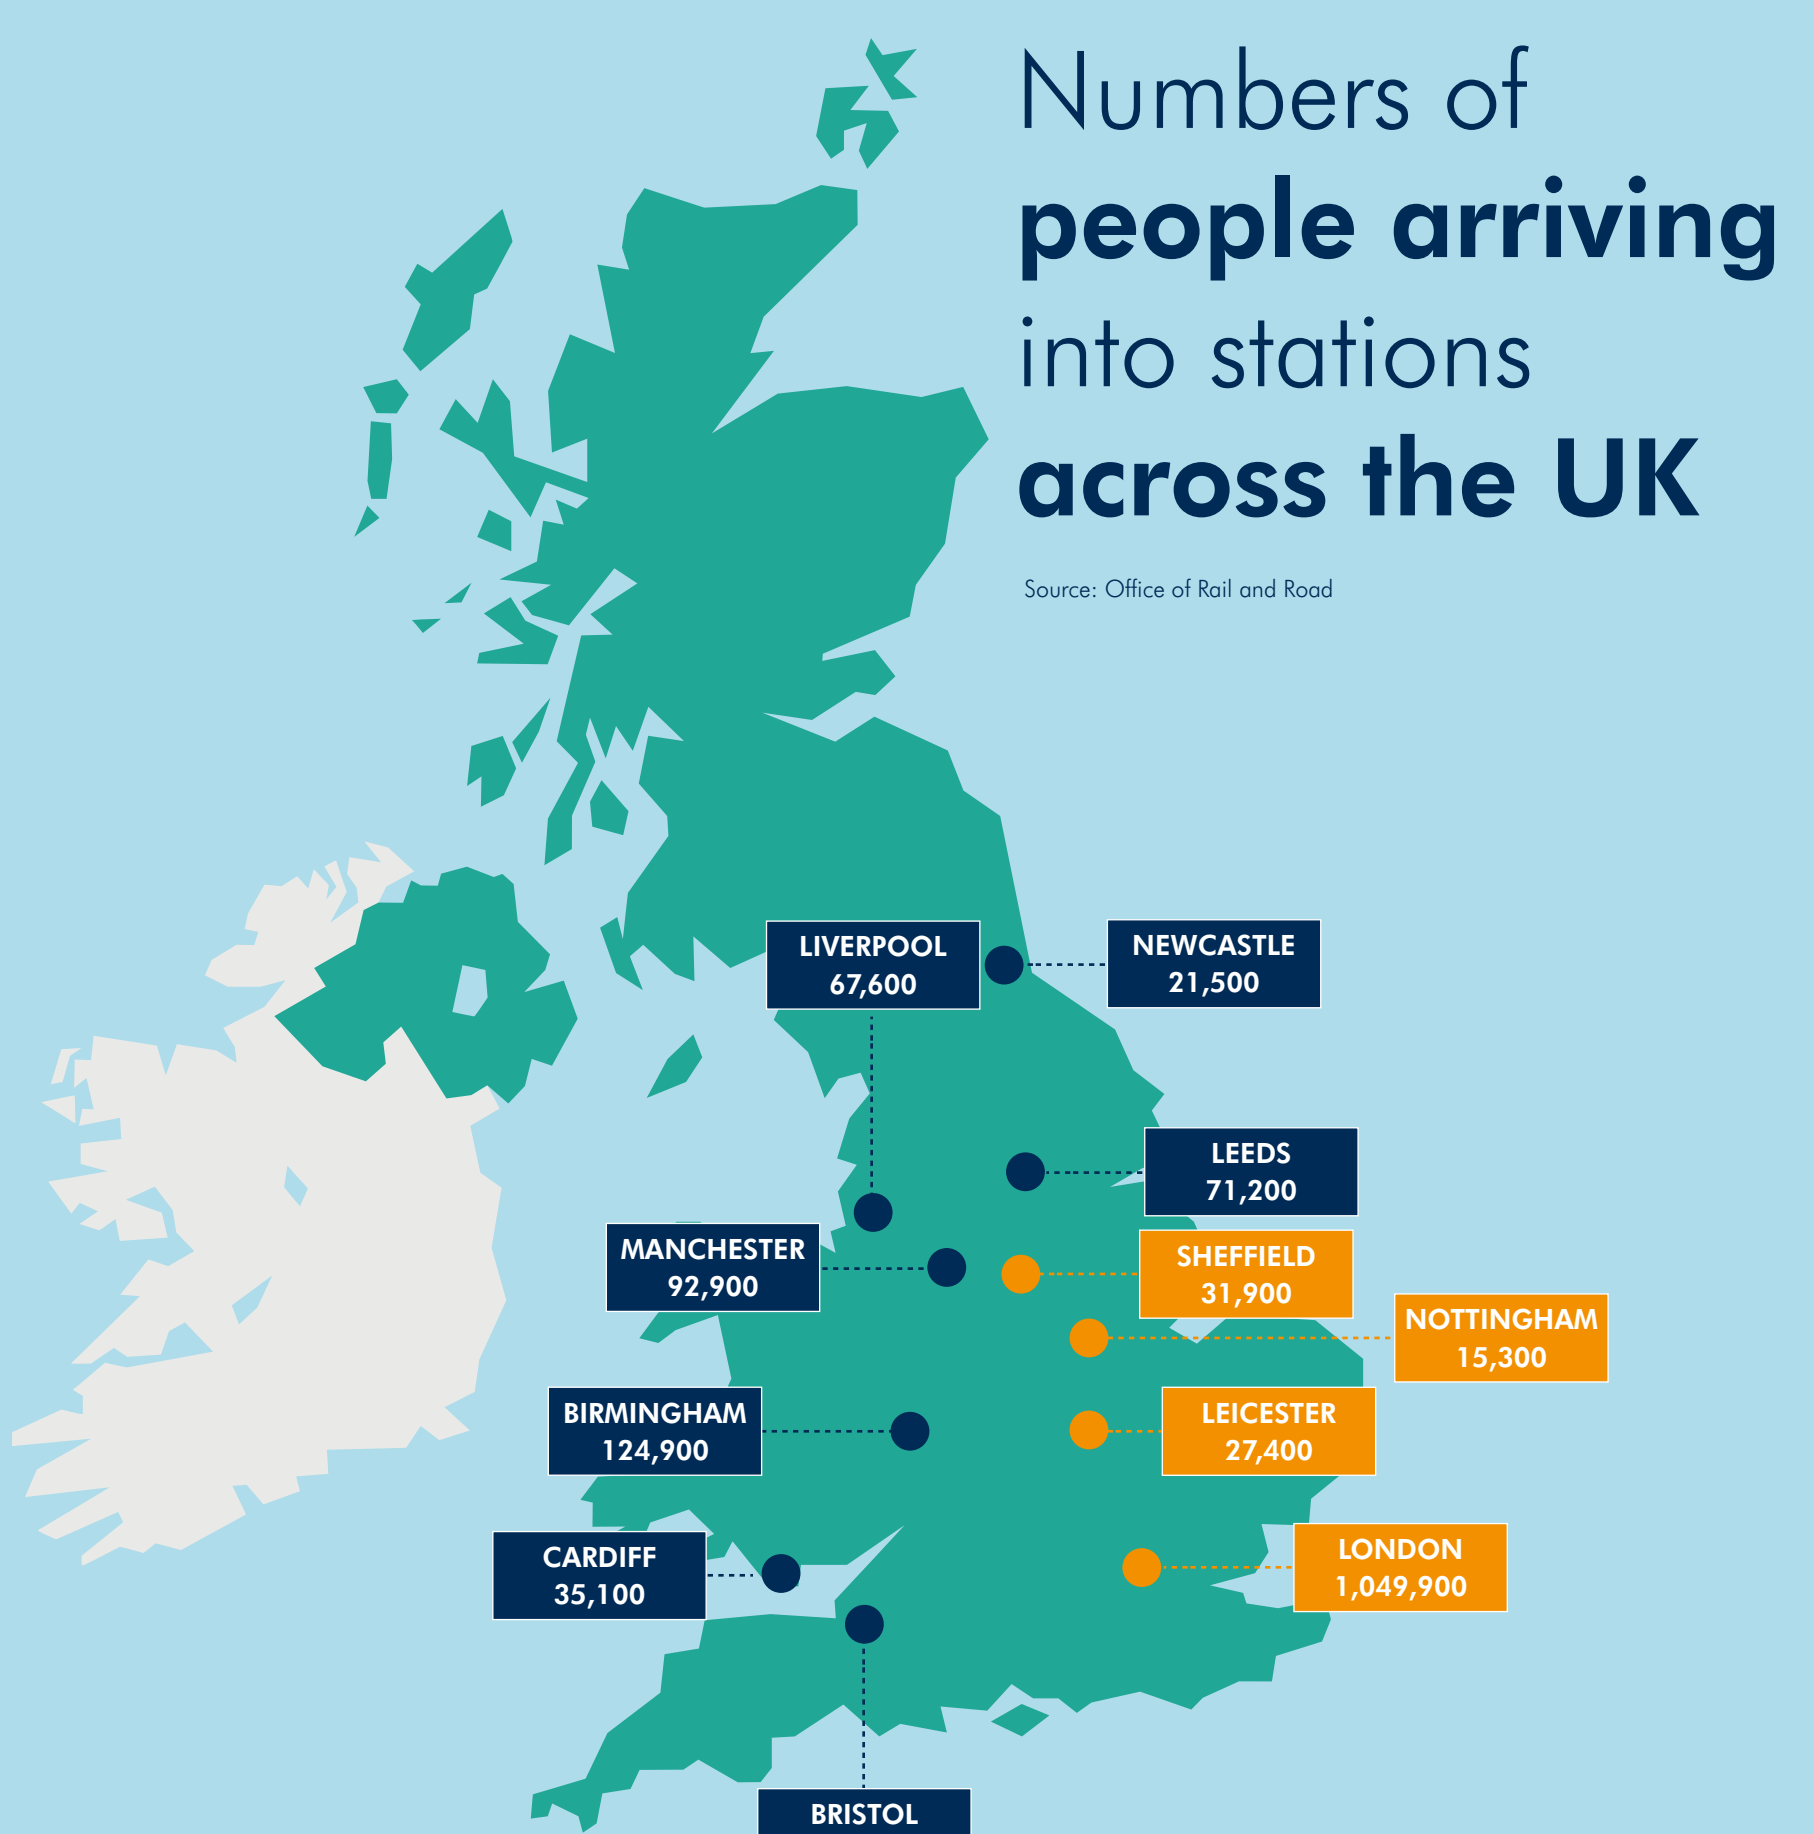 Numbers of
people arriving
into stations
across the UK
Source: Office of Rail and Road
LIVERPOOL
67,600
NEWCASTLE
21,500
LEEDS
71,200
MANCHESTER
92,900
SHEFFIELD
31,900
NOTTINGHAM
15,300
BIRMINGHAM
124,900
LEICESTER
27,400
CARDIFF
35,100
LONDON
1,049,900
BRISTOL